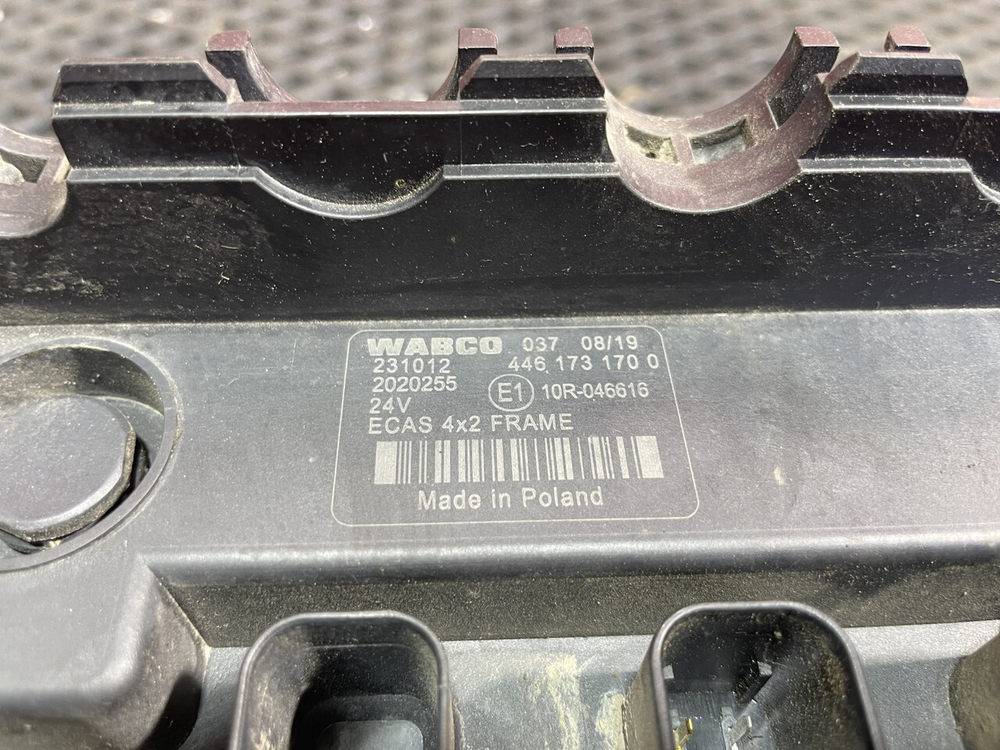 WABCO 037 08/19
231012 446 173 170 0
2020255 E1 10R-046616
24V
ECAS 4x2 FRAME
Made in Poland